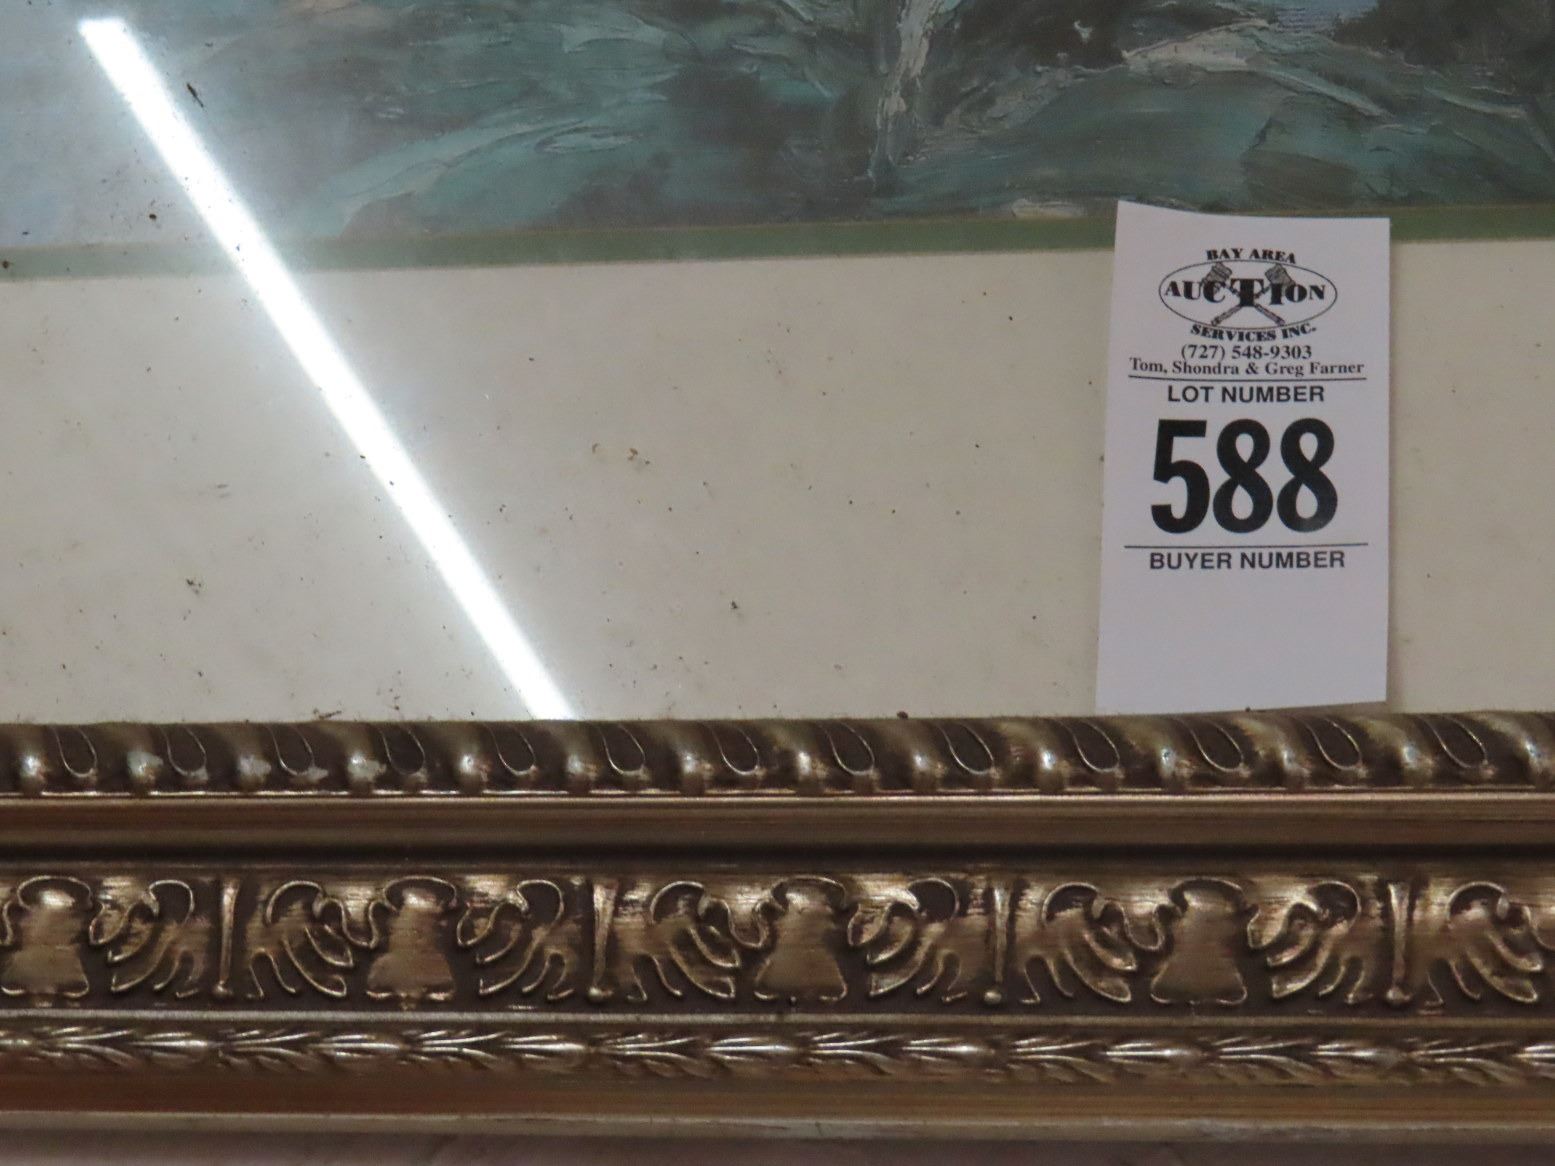 BAY AREA
AUCTION
SERVICES INC.
(727) 548-9303
Tom, Shondra & Greg Farner
LOT NUMBER
588
BUYER NUMBER